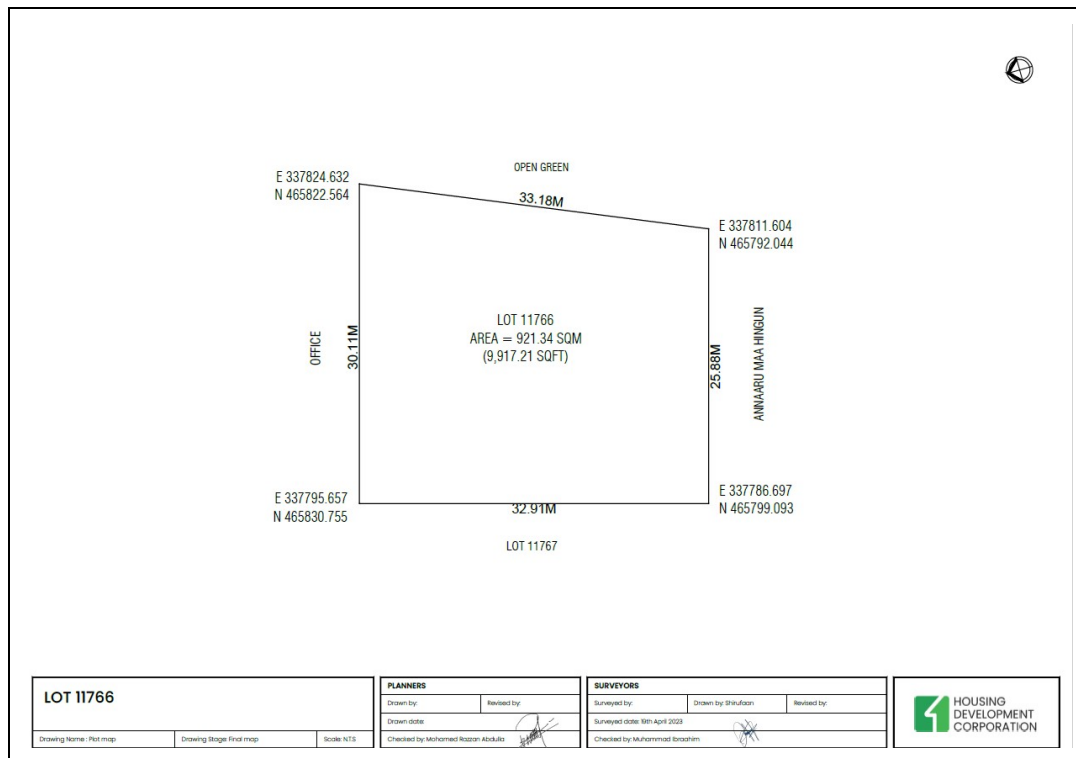 OPEN GREEN
E 337824.632
N 465822.564
33.18M
E 337811.604
N 465792.044
LOT 11766
AREA = 921.34 SQM
(9,917.21 SQFT)
OFFICE
30.11M
25.88M
ANNAARU MAA HINGUN
E 337795.657
N 465830.755
E 337786.697
N 465799.093
32.91M
LOT 11767
LOT 11766
Drawing Name : Plot map
Drawing Stage: Final map
Scale: N.T.S
PLANNERS
Drawn by:
Revised by:
Drawn date:
Checked by: Mohamed Razzan Abdulla
SURVEYORS
Surveyed by:
Drawn by: Shirufaan
Revised by:
Surveyed date: 19th April 2023
Checked by: Muhammad Ibraahim
HOUSING
DEVELOPMENT
CORPORATION